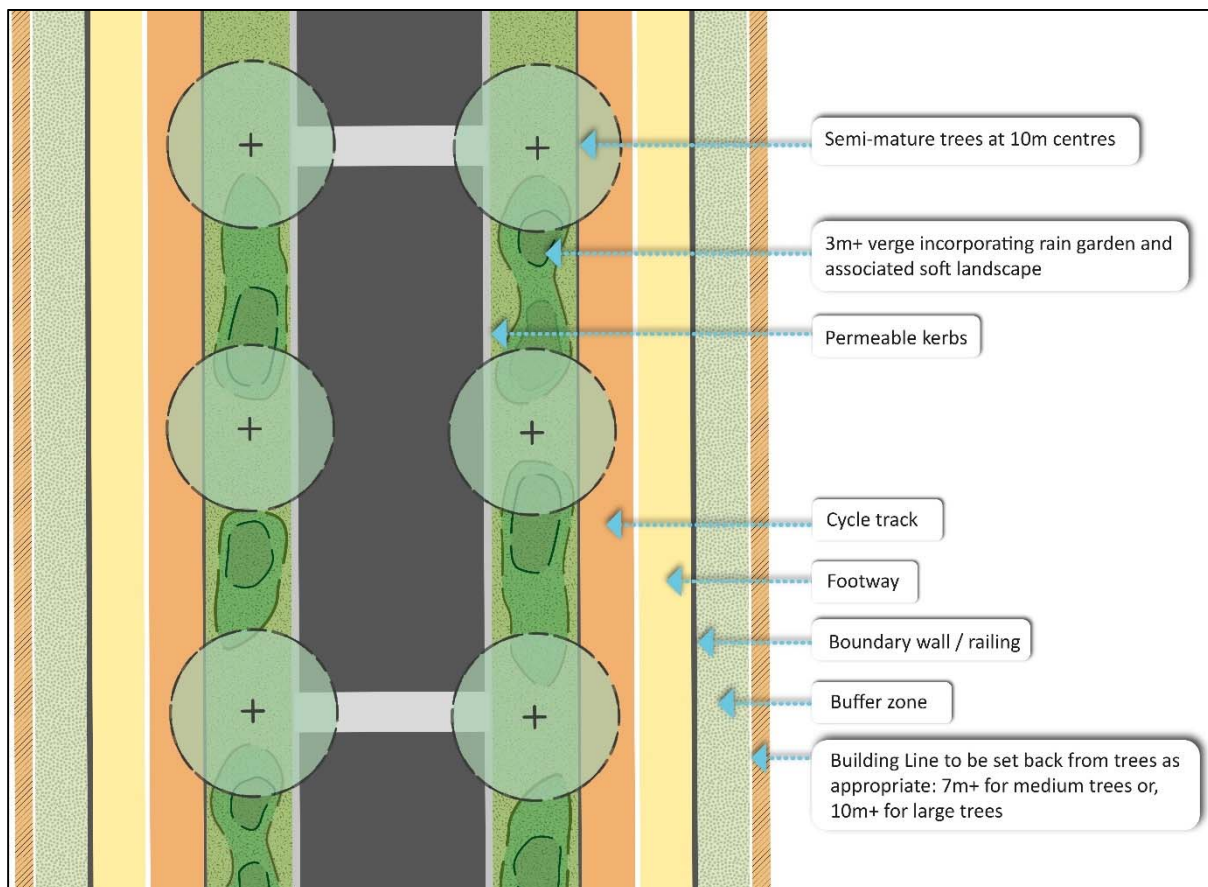 Semi-mature trees at 10m centres
3m+ verge incorporating rain garden and
associated soft landscape
Permeable kerbs
Cycle track
Footway
Boundary wall / railing
Buffer zone
Building Line to be set back from trees as
appropriate: 7m+ for medium trees or,
10m+ for large trees